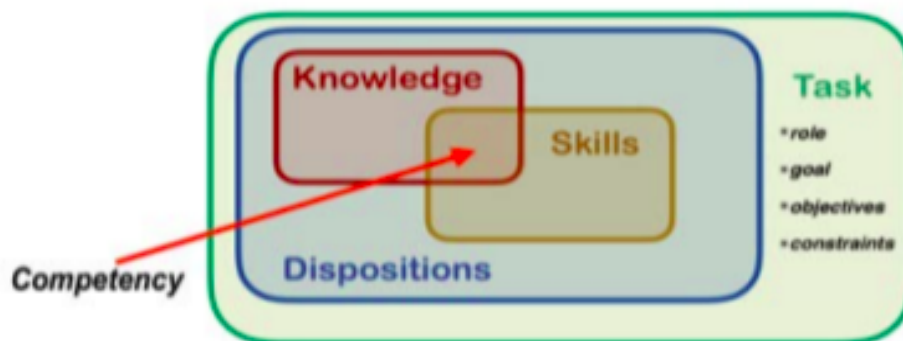 Knowledge
Task
Skills
• role
• goal
• objectives
• constraints
Dispositions
Competency